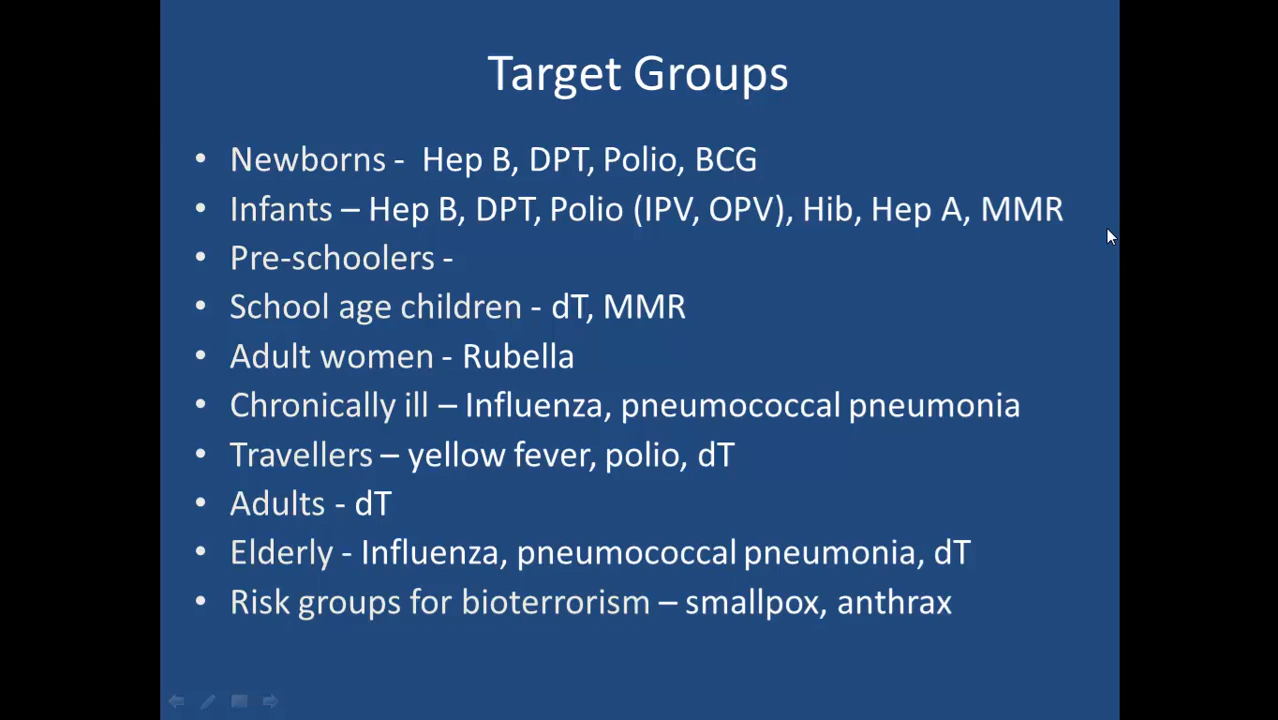 Target Groups
• Newborns -  Hep B, DPT, Polio, BCG
• Infants – Hep B, DPT, Polio (IPV, OPV), Hib, Hep A, MMR
• Pre-schoolers -
• School age children - dT, MMR
• Adult women - Rubella
• Chronically ill – Influenza, pneumococcal pneumonia
• Travellers – yellow fever, polio, dT
• Adults - dT
• Elderly - Influenza, pneumococcal pneumonia, dT
• Risk groups for bioterrorism – smallpox, anthrax